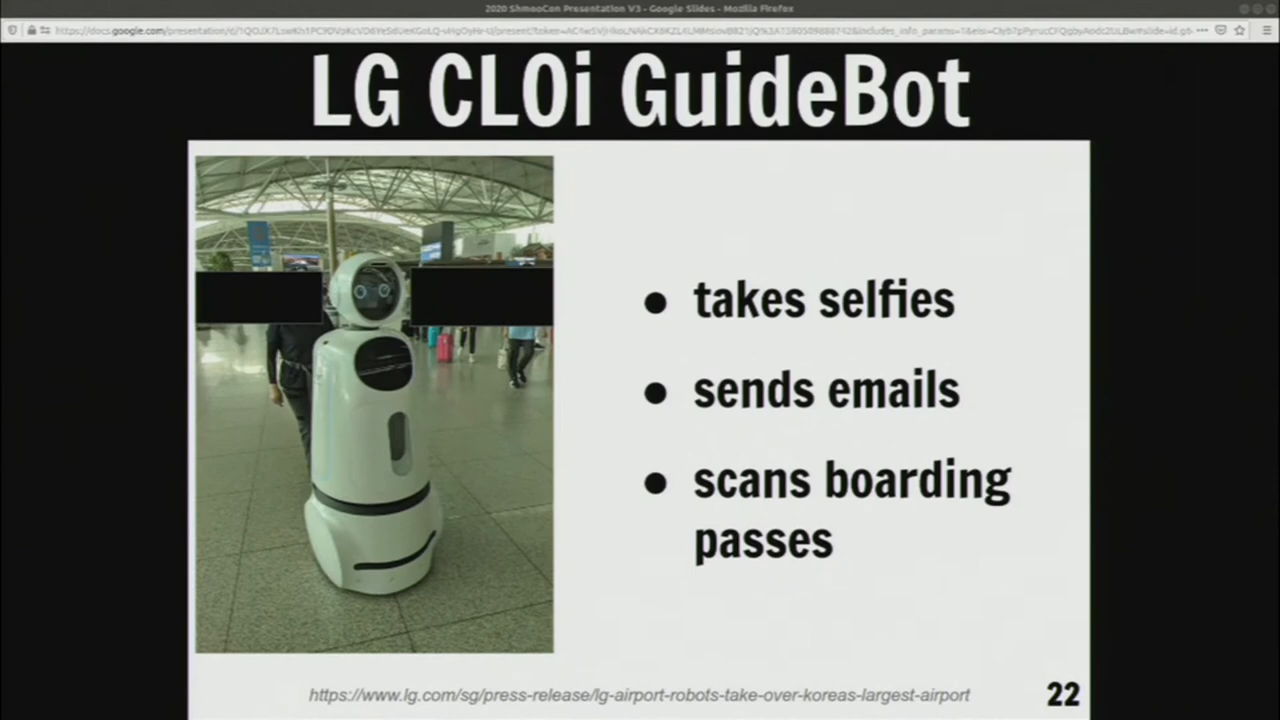 2020 ShmooCon Presentation V3 - Google Slides - Mozilla Firefox
LG CLOi GuideBot
● takes selfies
● sends emails
● scans boarding
passes
https://www.lg.com/sg/press-release/lg-airport-robots-take-over-koreas-largest-airport
22